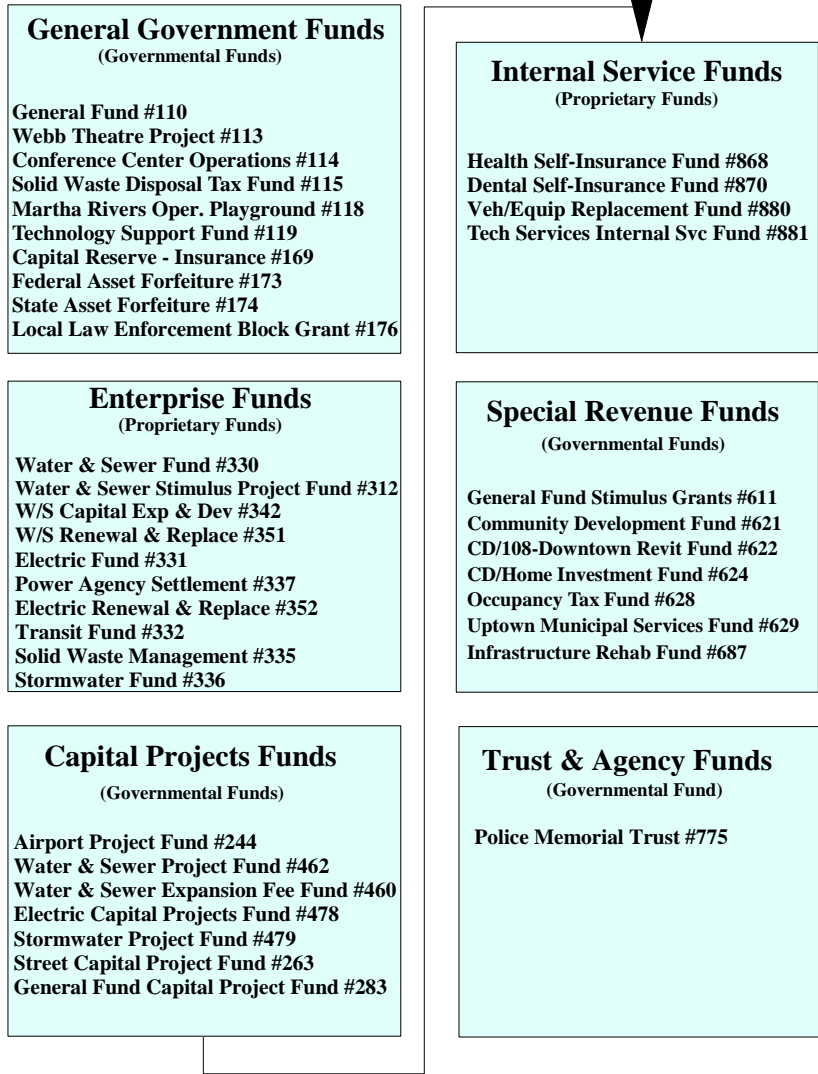 General Government Funds
(Governmental Funds)
General Fund #110
Webb Theatre Project #113
Conference Center Operations #114
Solid Waste Disposal Tax Fund #115
Martha Rivers Oper. Playground #118
Technology Support Fund #119
Capital Reserve - Insurance #169
Federal Asset Forfeiture #173
State Asset Forfeiture #174
Local Law Enforcement Block Grant #176
Enterprise Funds
(Proprietary Funds)
Water & Sewer Fund #330
Water & Sewer Stimulus Project Fund #312
W/S Capital Exp & Dev #342
W/S Renewal & Replace #351
Electric Fund #331
Power Agency Settlement #337
Electric Renewal & Replace #352
Transit Fund #332
Solid Waste Management #335
Stormwater Fund #336
Capital Projects Funds
(Governmental Funds)
Airport Project Fund #244
Water & Sewer Project Fund #462
Water & Sewer Expansion Fee Fund #460
Electric Capital Projects Fund #478
Stormwater Project Fund #479
Street Capital Project Fund #263
General Fund Capital Project Fund #283
Internal Service Funds
(Proprietary Funds)
Health Self-Insurance Fund #868
Dental Self-Insurance Fund #870
Veh/Equip Replacement Fund #880
Tech Services Internal Svc Fund #881
Special Revenue Funds
(Governmental Funds)
General Fund Stimulus Grants #611
Community Development Fund #621
CD/108-Downtown Revit Fund #622
CD/Home Investment Fund #624
Occupancy Tax Fund #628
Uptown Municipal Services Fund #629
Infrastructure Rehab Fund #687
Trust & Agency Funds
(Governmental Fund)
Police Memorial Trust #775